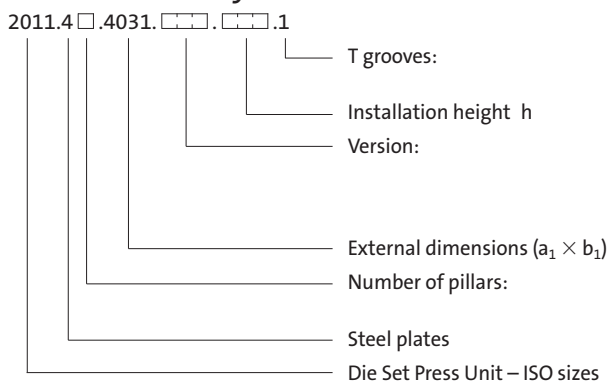 2011.4 .4031. . .1
T grooves:
Installation height h
Version:
External dimensions (a₁ × b₁)
Number of pillars:
Steel plates
Die Set Press Unit – ISO sizes